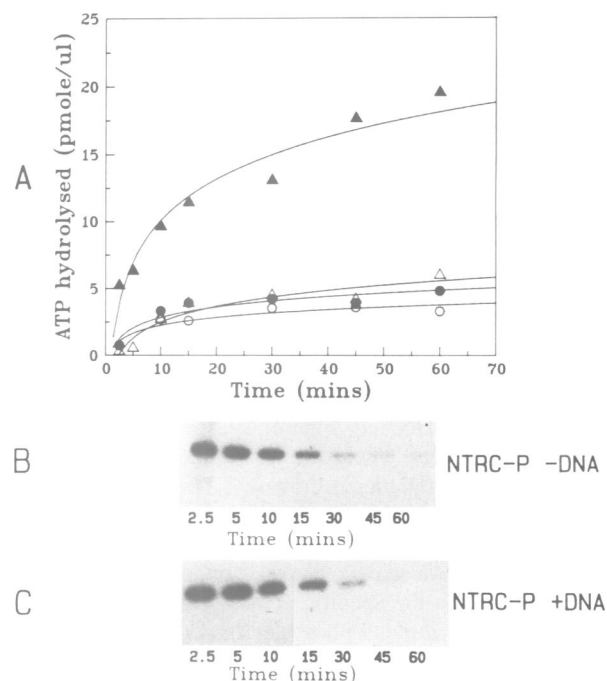 A
ATP hydrolysed (pmole/ul)
25
20
15
10
5
0
0 10 20 30 40 50 60 70
Time (mins)
B
NTRC-P -DNA
2.5 5 10 15 30 45 60
Time (mins)
C
NTRC-P +DNA
2.5 5 10 15 30 45 60
Time (mins)